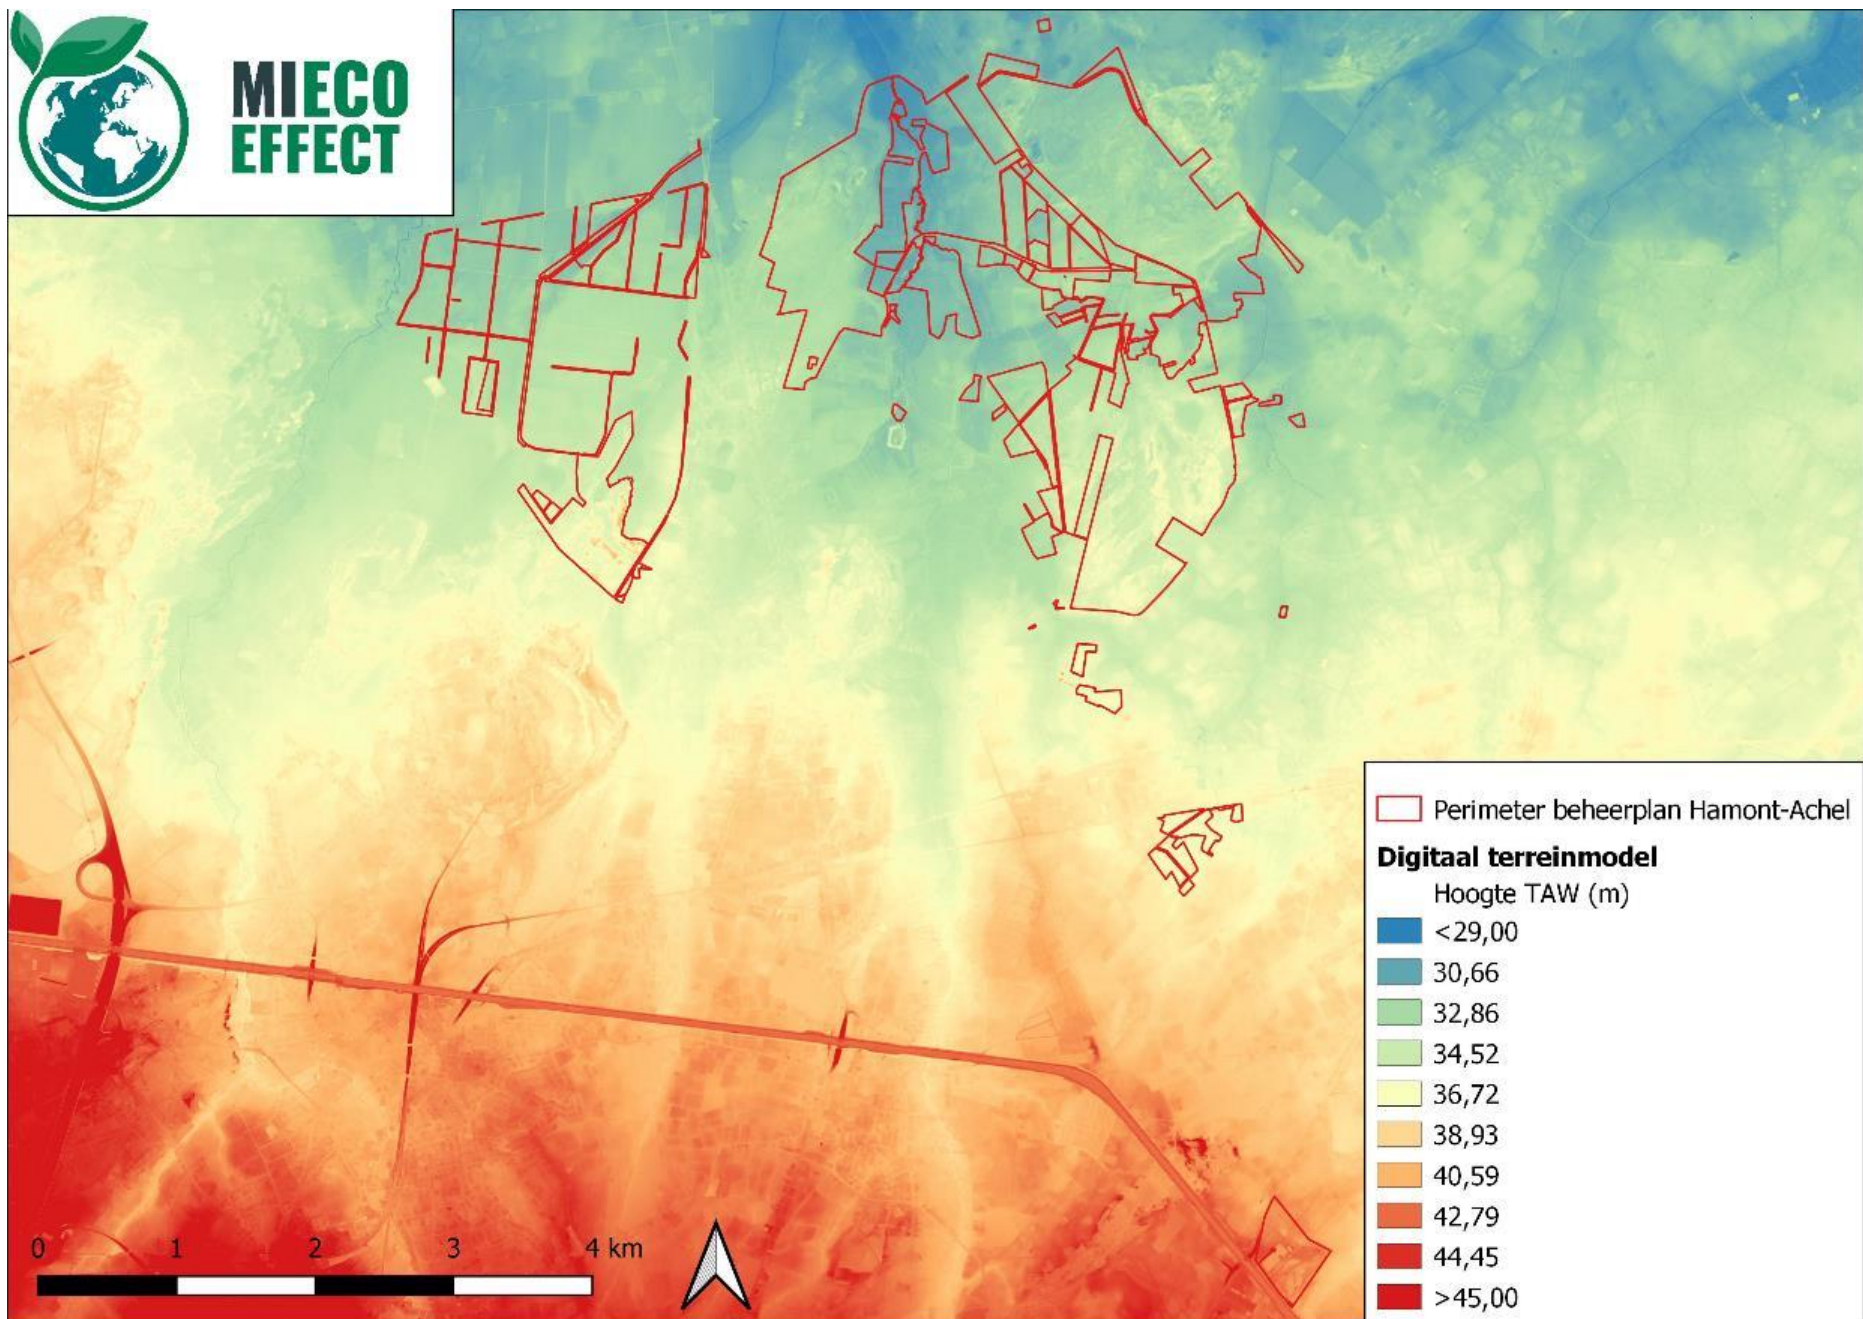 MIECO
EFFECT
Perimeter beheerplan Hamont-Achel
Digitaal terreinmodel
Hoogte TAW (m)
<29,00
30,66
32,86
34,52
36,72
38,93
40,59
42,79
44,45
>45,00
0 1 2 3 4 km